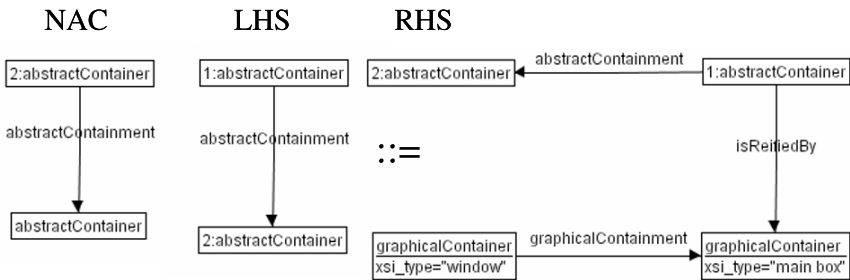 NAC
LHS
RHS
2:abstractContainer
abstractContainment
abstractContainer
1:abstractContainer
abstractContainment
2:abstractContainer
::=
2:abstractContainer
abstractContainment
1:abstractContainer
isReifiedBy
graphicalContainer
xsi_type="window"
graphicalContainment
graphicalContainer
xsi_type="main box"